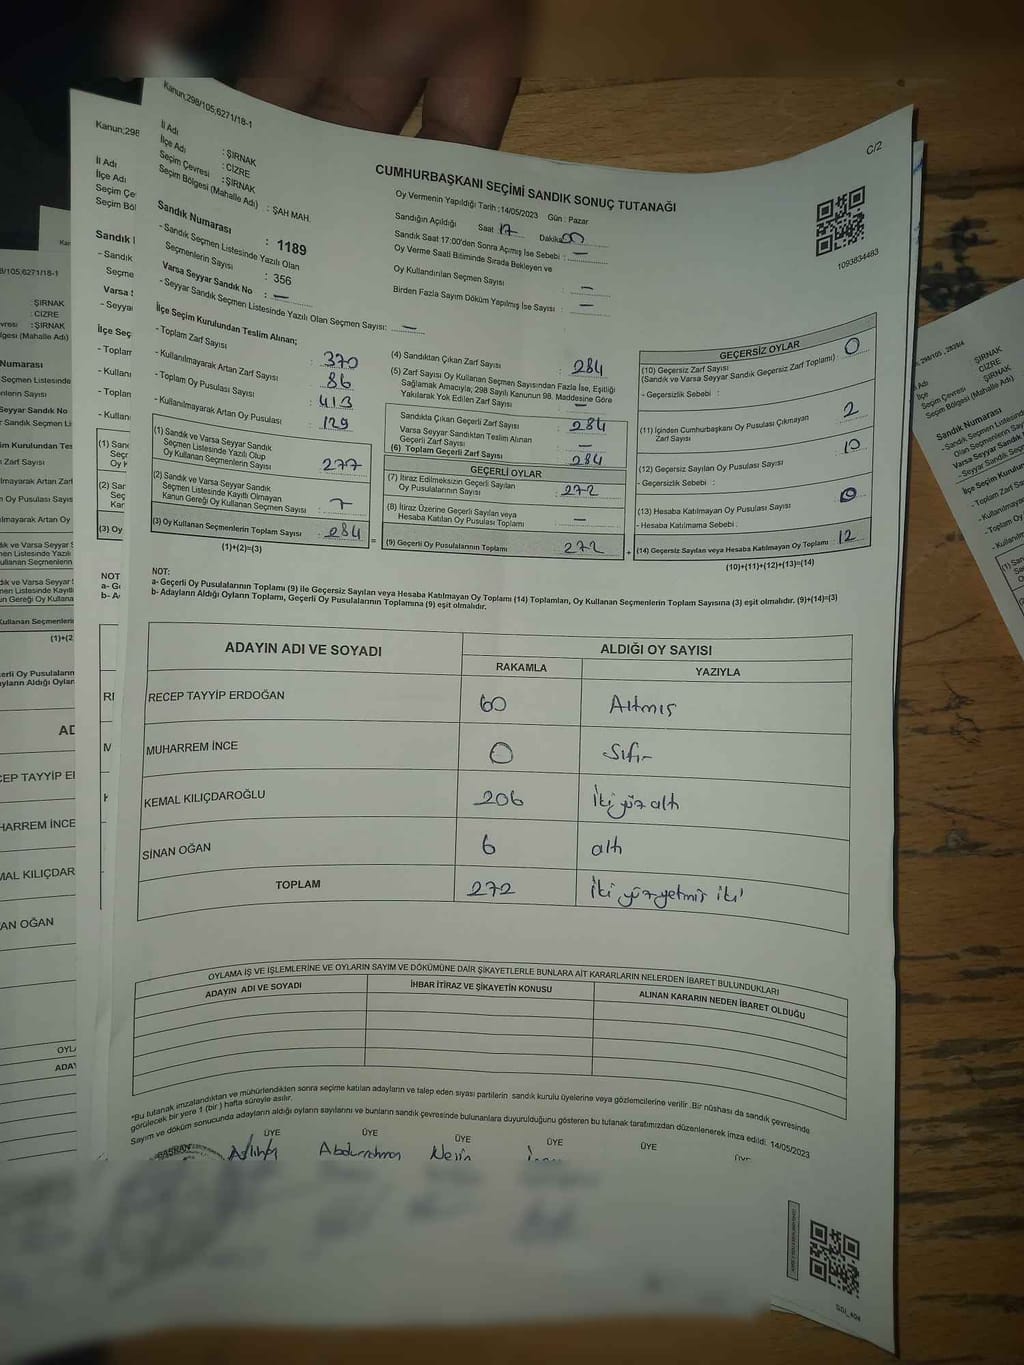 Kanun;298/105,6271/18-1
C/2
İl Adı : ŞIRNAK
İlçe Adı : CİZRE
Seçim Çevresi : ŞIRNAK
Seçim Bölgesi (Mahalle Adı) : ŞAH MAH.
CUMHURBAŞKANI SEÇİMİ SANDIK SONUÇ TUTANAĞI
Oy Vermenin Yapıldığı Tarih : 14/05/2023 Gün : Pazar
Sandığın Açıldığı Saat 17 Dakika 00
Sandık Saat 17:00'den Sonra Açılmış İse Sebebi : —
Oy Verme Saati Bitiminde Sırada Bekleyen ve
Oy Kullandırılan Seçmen Sayısı : —
Birden Fazla Sayım Döküm Yapılmış İse Sayısı : —
1093834483
Sandık Numarası : 1189
- Sandık Seçmen Listesinde Yazılı Olan
Seçmenlerin Sayısı : 356
Varsa Seyyar Sandık No : —
- Seyyar Sandık Seçmen Listesinde Yazılı Olan Seçmen Sayısı: —
İlçe Seçim Kurulundan Teslim Alınan;
- Toplam Zarf Sayısı : 370
- Kullanılmayarak Artan Zarf Sayısı : 86
- Toplam Oy Pusulası Sayısı : 413
- Kullanılmayarak Artan Oy Pusulası : 129
(1) Sandık ve Varsa Seyyar Sandık
Seçmen Listesinde Yazılı Olup
Oy Kullanan Seçmenlerin Sayısı : 277
(2) Sandık ve Varsa Seyyar Sandık
Seçmen Listesinde Kayıtlı Olmayan
Kanun Gereği Oy Kullanan Seçmen Sayısı : 7
(3) Oy Kullanan Seçmenlerin Toplam Sayısı : 284
(1)+(2)=(3)
(4) Sandıktan Çıkan Zarf Sayısı : 284
(5) Zarf Sayısı Oy Kullanan Seçmen Sayısından Fazla İse, Eşitliği
Sağlamak Amacıyla, 298 Sayılı Kanunun 98. Maddesine Göre
Yakılarak Yok Edilen Zarf Sayısı : —
Sandıkta Çıkan Geçerli Zarf Sayısı : 284
Varsa Seyyar Sandıktan Teslim Alınan
Geçerli Zarf Sayısı : —
(6) Toplam Geçerli Zarf Sayısı : 284
GEÇERLİ OYLAR
(7) İtiraz Edilmeksizin Geçerli Sayılan
Oy Pusulalarının Sayısı : 272
(8) İtiraz Üzerine Geçerli Sayılan veya
Hesaba Katılan Oy Pusulası Toplamı : —
(9) Geçerli Oy Pusulalarının Toplamı : 272
GEÇERSİZ OYLAR
(10) Geçersiz Zarf Sayısı
(Sandık ve Varsa Seyyar Sandık Geçersiz Zarf Toplamı) : 0
- Geçersizlik Sebebi :
(11) İçinden Cumhurbaşkanı Oy Pusulası Çıkmayan
Zarf Sayısı : 2
(12) Geçersiz Sayılan Oy Pusulası Sayısı : 10
- Geçersizlik Sebebi :
(13) Hesaba Katılmayan Oy Pusulası Sayısı : 0
- Hesaba Katılmama Sebebi :
(14) Geçersiz Sayılan veya Hesaba Katılmayan Oy Toplamı : 12
(10)+(11)+(12)+(13)=(14)
NOT:
a- Geçerli Oy Pusulalarının Toplamı (9) ile Geçersiz Sayılan veya Hesaba Katılmayan Oy Toplamı (14) Toplamları, Oy Kullanan Seçmenlerin Toplam Sayısına (3) eşit olmalıdır. (9)+(14)=(3)
b- Adayların Aldığı Oyların Toplamı, Geçerli Oy Pusulalarının Toplamına (9) eşit olmalıdır.
ADAYIN ADI VE SOYADI ALDIĞI OY SAYISI
RAKAMLA YAZIYLA
RECEP TAYYİP ERDOĞAN 60 Altmış
MUHARREM İNCE 0 Sıfır
KEMAL KILIÇDAROĞLU 206 İki yüz altı
SİNAN OĞAN 6 altı
TOPLAM 272 İki yüz yetmiş iki
OYLAMA İŞ VE İŞLEMLERİNE VE OYLARIN SAYIM VE DÖKÜMÜNE DAİR ŞİKAYETLERLE BUNLARA AİT KARARLARIN NELERDEN İBARET BULUNDUKLARI
ADAYIN ADI VE SOYADI İHBAR İTİRAZ VE ŞİKAYETİN KONUSU ALINAN KARARIN NEDEN İBARET OLDUĞU
*Bu tutanak imzalandıktan ve mühürlendikten sonra seçime katılan adayların ve talep eden siyasi partilerin sandık kurulu üyelerine veya gözlemcilerine verilir. Bir nüshası da sandık çevresinde
görülecek bir yere 1 (bir) hafta süreyle asılır.
Sayım ve döküm sonucunda adayların aldığı oyların sayılarını ve bunların sandık çevresinde bulunanlara duyurulduğunu gösteren bu tutanak tarafımızdan düzenlenerek imza edildi. 14/05/2023
BAŞKAN ÜYE ÜYE ÜYE ÜYE ÜYE ÜYE
Abdurrahman